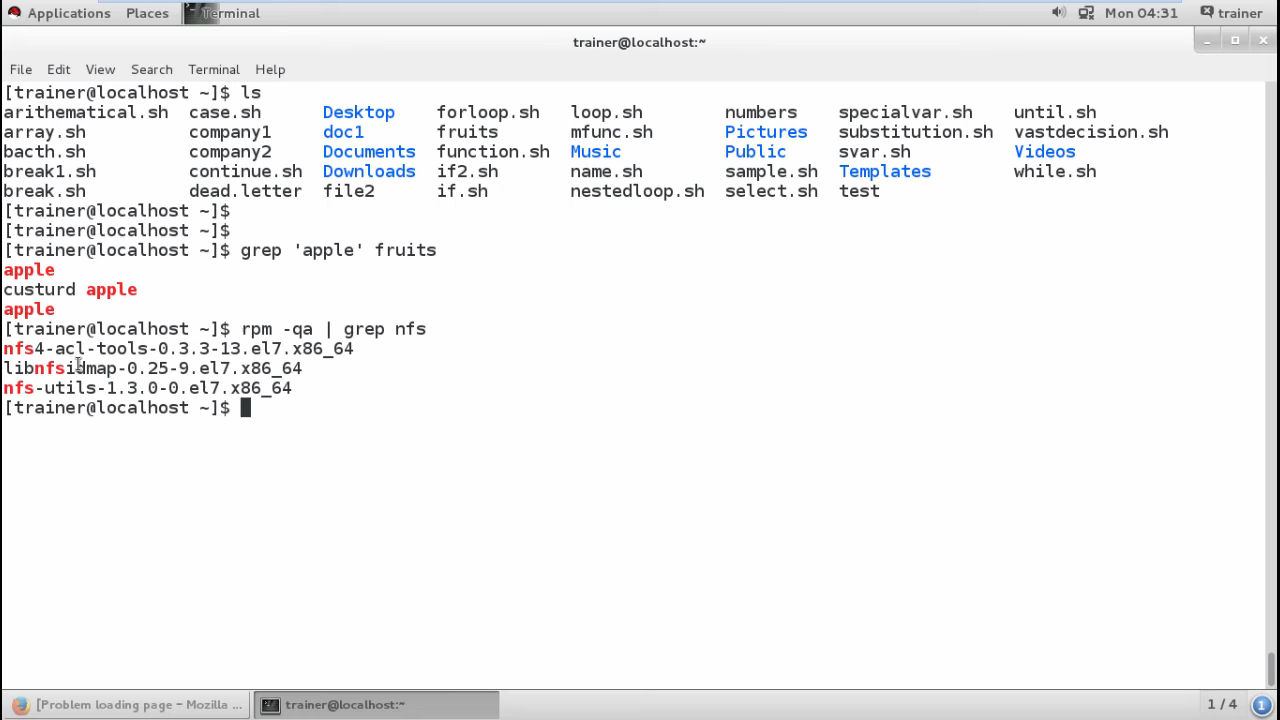 Applications Places Terminal Mon 04:31 trainer
trainer@localhost:~
File Edit View Search Terminal Help
[trainer@localhost ~]$ ls
arithematical.sh case.sh Desktop forloop.sh loop.sh numbers specialvar.sh until.sh
array.sh company1 doc1 fruits mfunc.sh Pictures substitution.sh vastdecision.sh
bacth.sh company2 Documents function.sh Music Public svar.sh Videos
break1.sh continue.sh Downloads if2.sh name.sh sample.sh Templates while.sh
break.sh dead.letter file2 if.sh nestedloop.sh select.sh test
[trainer@localhost ~]$
[trainer@localhost ~]$
[trainer@localhost ~]$ grep 'apple' fruits
apple
custurd apple
apple
[trainer@localhost ~]$ rpm -qa | grep nfs
nfs4-acl-tools-0.3.3-13.el7.x86_64
libnfsidmap-0.25-9.el7.x86_64
nfs-utils-1.3.0-0.el7.x86_64
[trainer@localhost ~]$
[Problem loading page – Mozilla ... trainer@localhost:~ 1 / 4 1